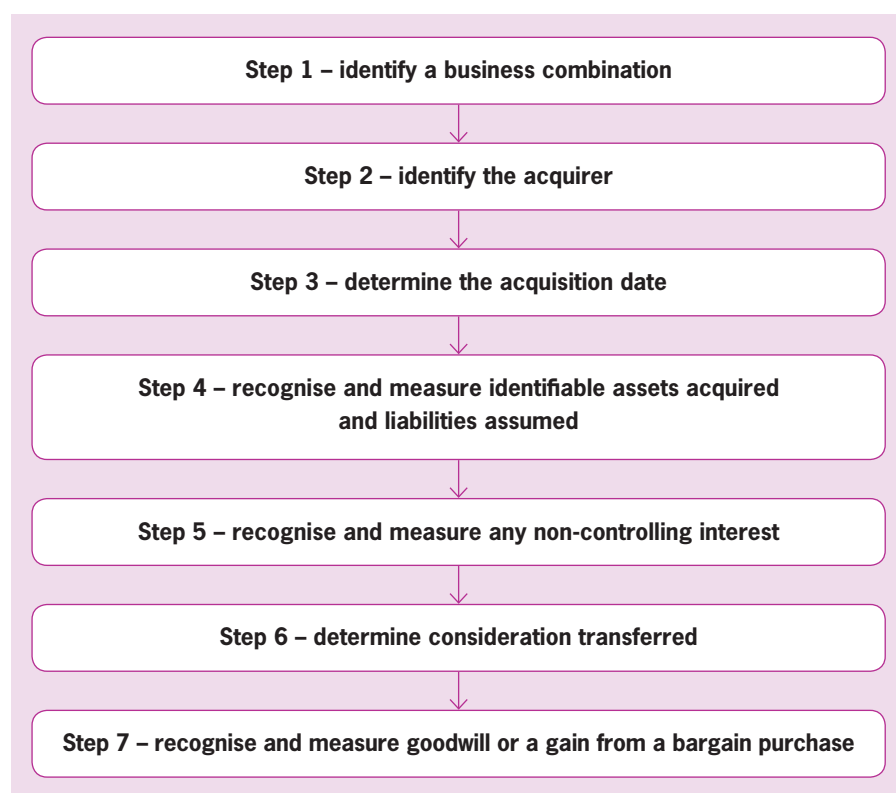 Step 1 – identify a business combination
Step 2 – identify the acquirer
Step 3 – determine the acquisition date
Step 4 – recognise and measure identifiable assets acquired
and liabilities assumed
Step 5 – recognise and measure any non-controlling interest
Step 6 – determine consideration transferred
Step 7 – recognise and measure goodwill or a gain from a bargain purchase